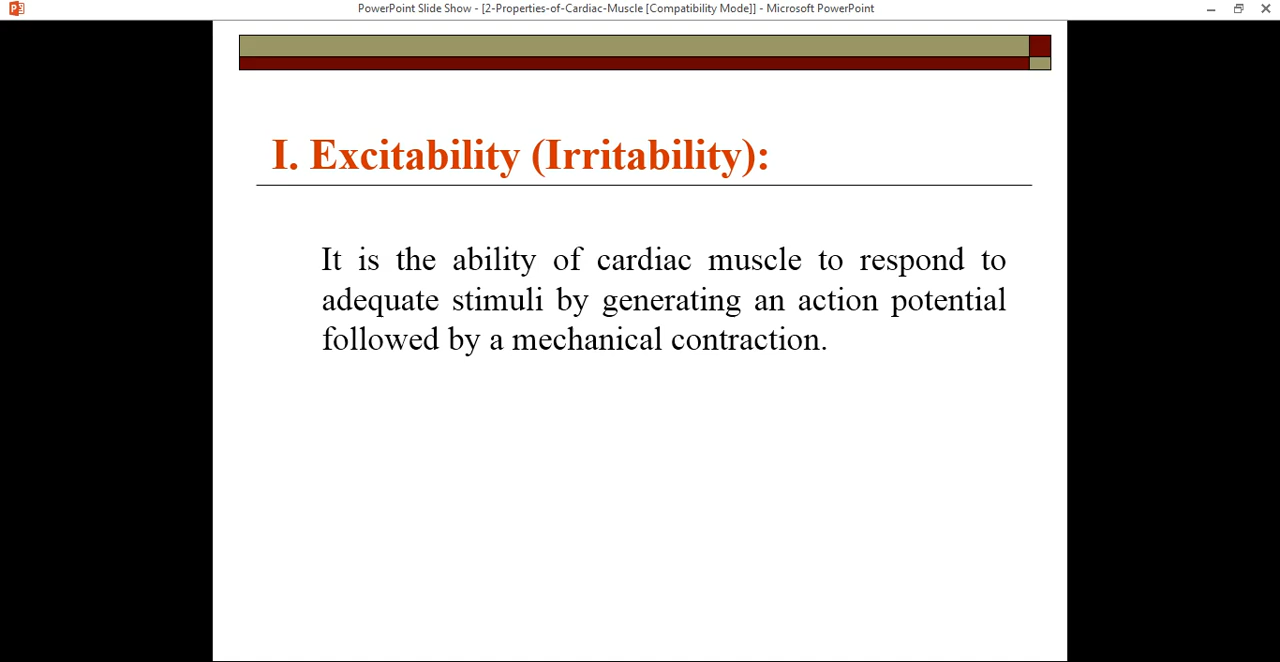 PowerPoint Slide Show - [2-Properties-of-Cardiac-Muscle [Compatibility Mode]] - Microsoft PowerPoint
I. Excitability (Irritability):
It is the ability of cardiac muscle to respond to
adequate stimuli by generating an action potential
followed by a mechanical contraction.